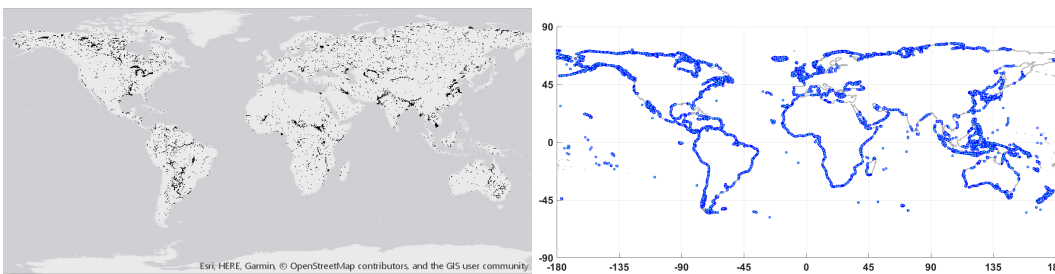 Esri, HERE, Garmin, © OpenStreetMap contributors, and the GIS user community
90
45
0
-45
-90
-180 -135 -90 -45 0 45 90 135